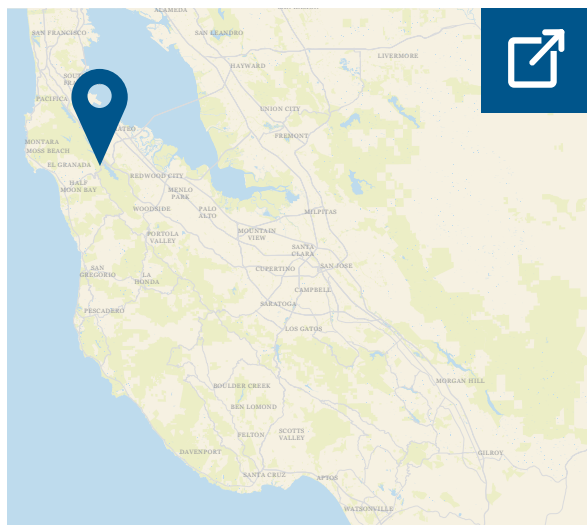 ALAMEDA
SAN FRANCISCO
SAN LEANDRO
LIVERMORE
HAYWARD
SOUTH
PACIFICA
UNION CITY
FREMONT
MONTARA
MOSS BEACH
EL GRANADA
HALF
MOON BAY
REDWOOD CITY
MENLO
PARK
WOODSIDE
PALO
ALTO
MILPITAS
PORTOLA
VALLEY
MOUNTAIN
VIEW
SANTA
CLARA
SAN
GREGORIO
LA
HONDA
CUPERTINO
SAN JOSE
CAMPBELL
SARATOGA
PESCADERO
LOS GATOS
MORGAN HILL
BOULDER CREEK
BEN LOMOND
FELTON
SCOTTS
VALLEY
DAVENPORT
GILROY
SANTA CRUZ
APTOS
WATSONVILLE